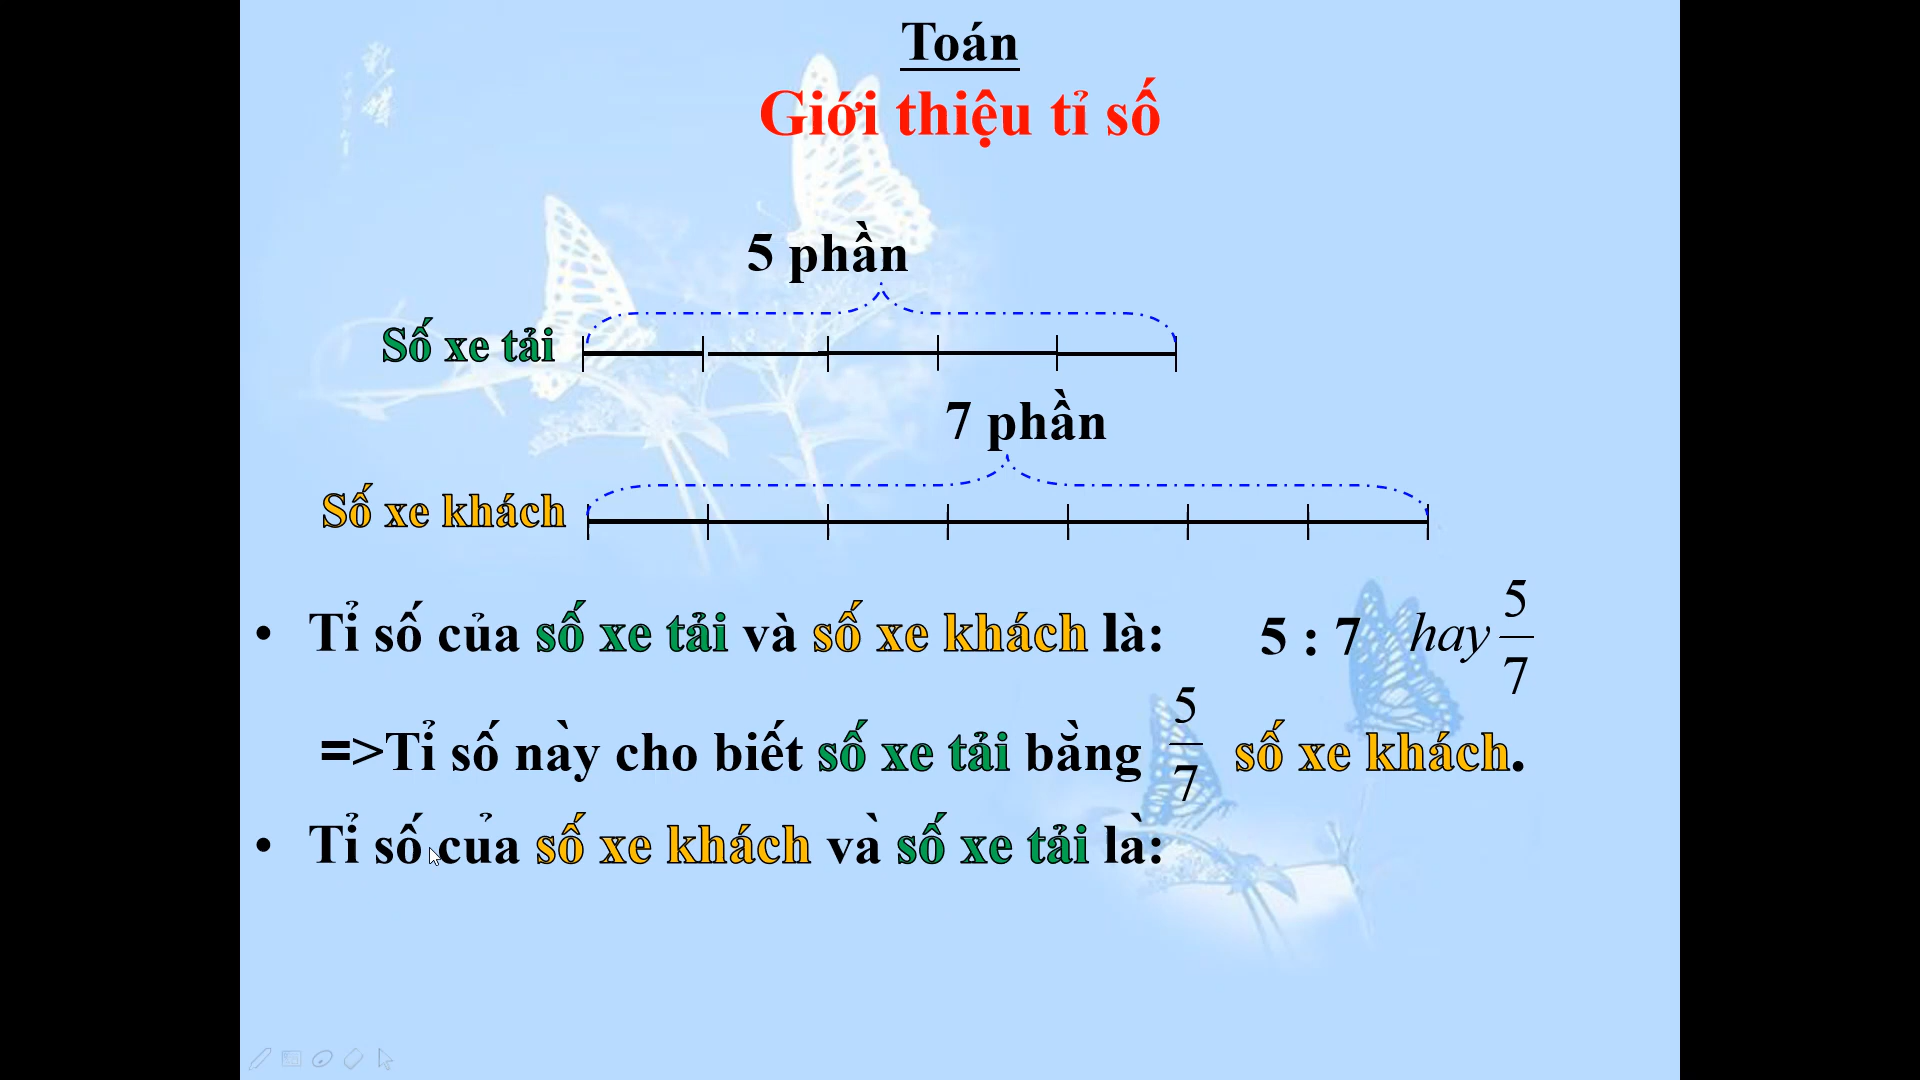 Toán
Giới thiệu tỉ số
5 phần
Số xe tải
7 phần
Số xe khách
• Tỉ số của số xe tải và số xe khách là: 5 : 7 hay 5/7
=>Tỉ số này cho biết số xe tải bằng 5/7 số xe khách.
• Tỉ số của số xe khách và số xe tải là: